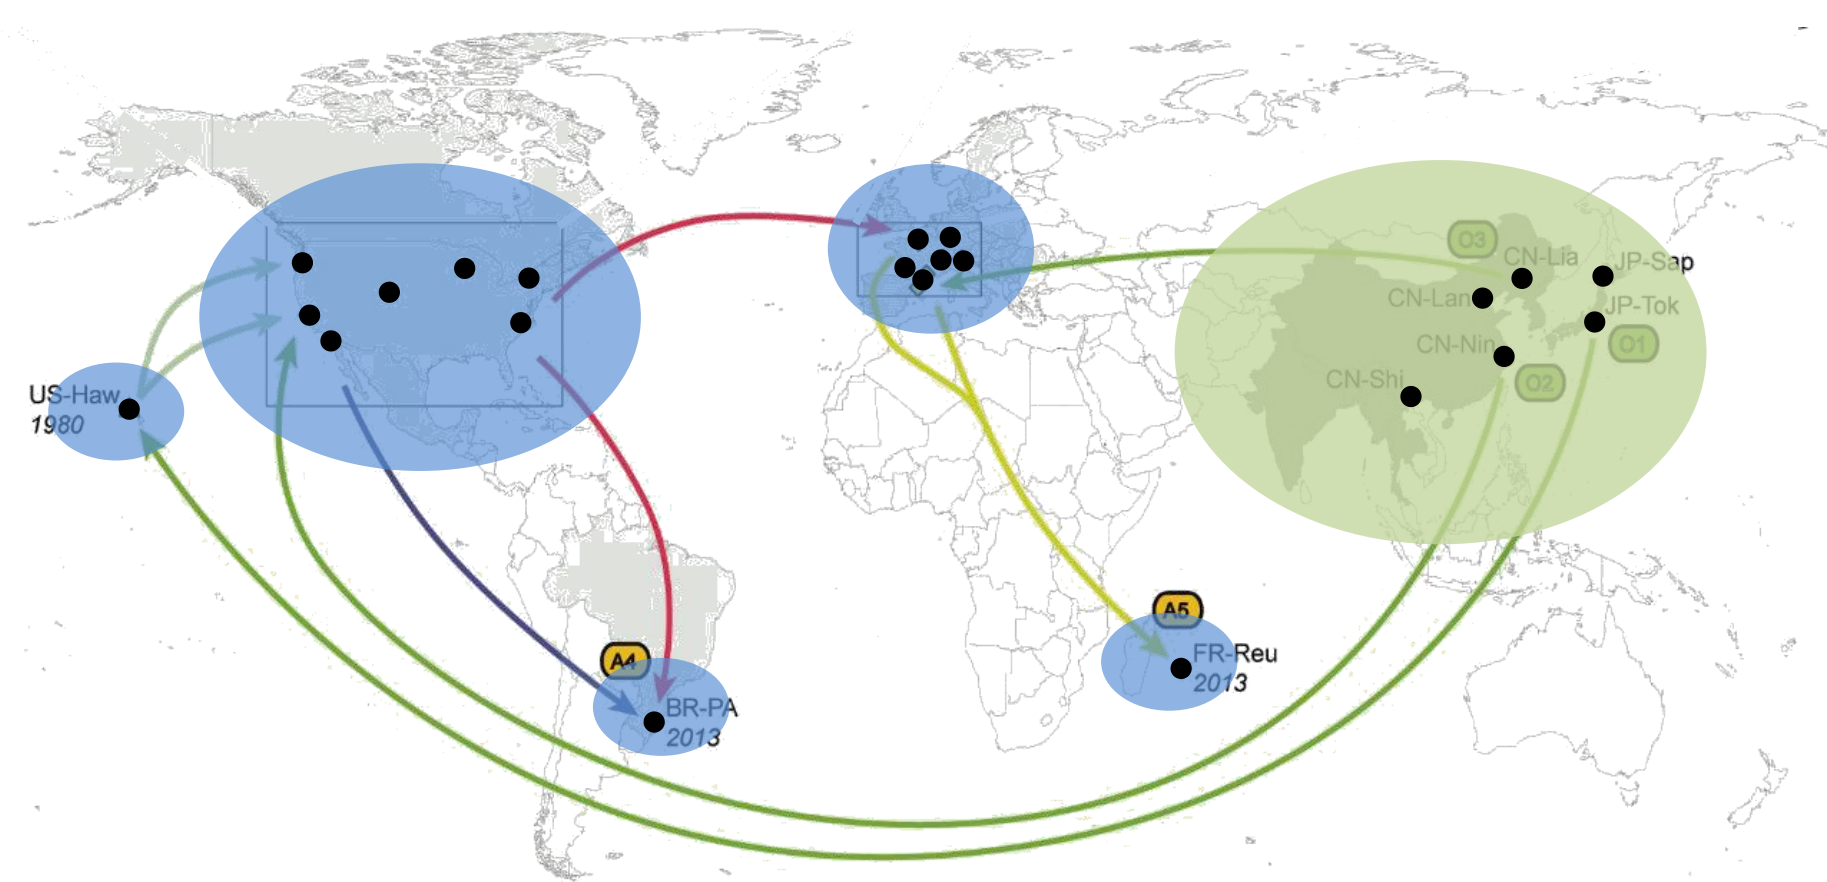 O3
CN-Lia
JP-Sap
CN-Lan
JP-Tok
CN-Nin
O1
CN-Shi
O2
US-Haw
1980
A5
A4
FR-Reu
2013
BR-PA
2013